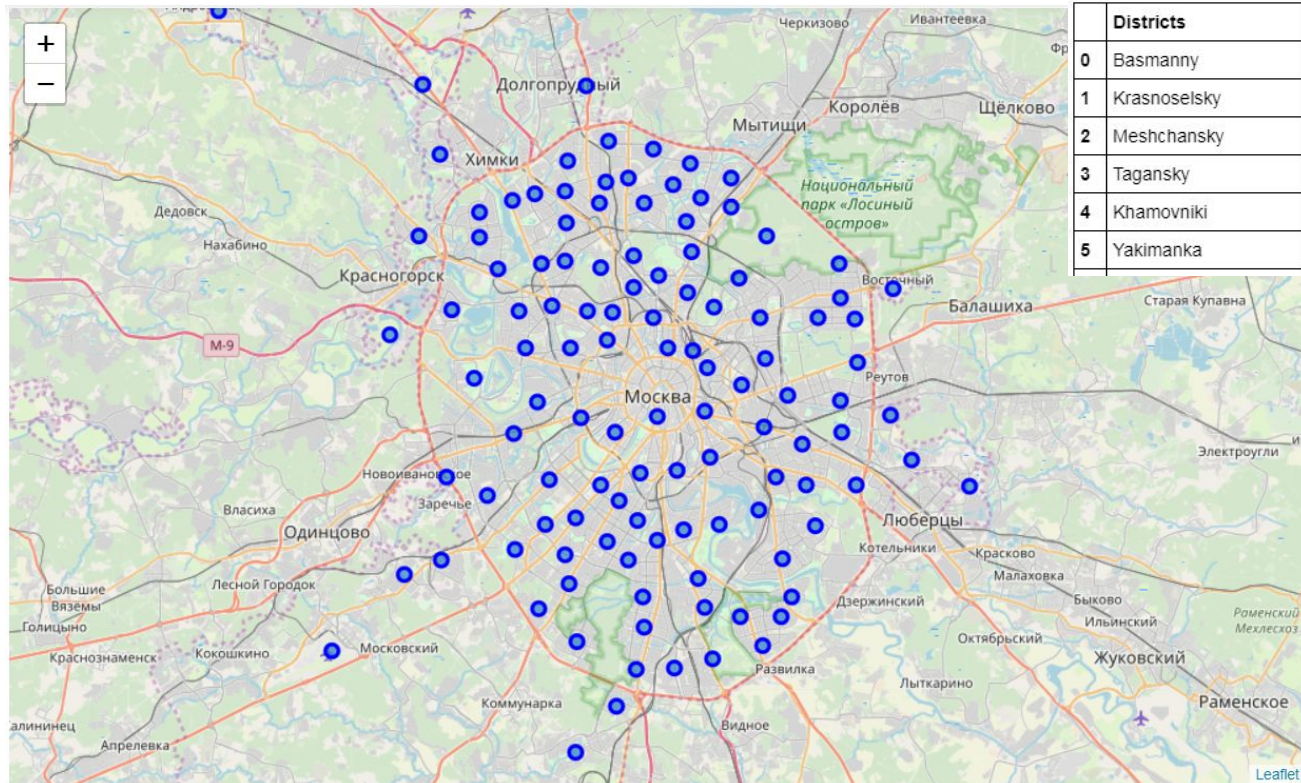 +
−
Долгопрудный
Черкизово
Ивантеевка
Королёв
Щёлково
Мытищи
Химки
Национальный
парк «Лосиный
остров»
Дедовск
Нахабино
Красногорск
Восточный
Балашиха
Старая Купавна
М-9
Реутов
Москва
Электроугли
Новоивановское
Заречье
Власиха
Одинцово
Люберцы
Котельники
Красково
Малаховка
Большие
Вязёмы
Лесной Городок
Голицыно
Дзержинский
Быково
Ильинский
Раменский
Мехлесхоз
Октябрьский
Жуковский
Краснознаменск
Кокошкино
Московский
Развилка
Лыткарино
Раменское
Коммунарка
Видное
Апрелевка
Districts
0 Basmanny
1 Krasnoselsky
2 Meshchansky
3 Tagansky
4 Khamovniki
5 Yakimanka
Leaflet